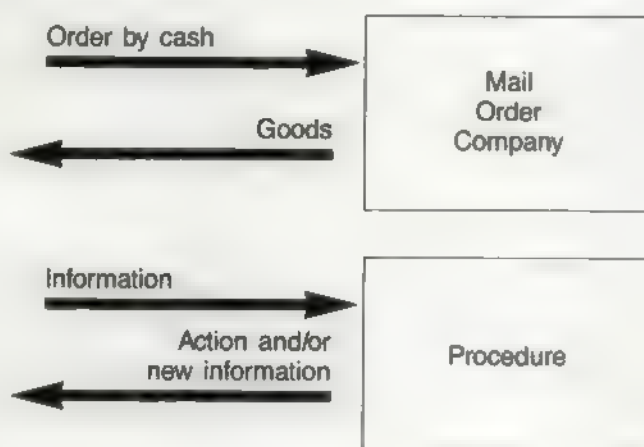 Order by cash
Goods
Mail
Order
Company
Information
Action and/or
new information
Procedure